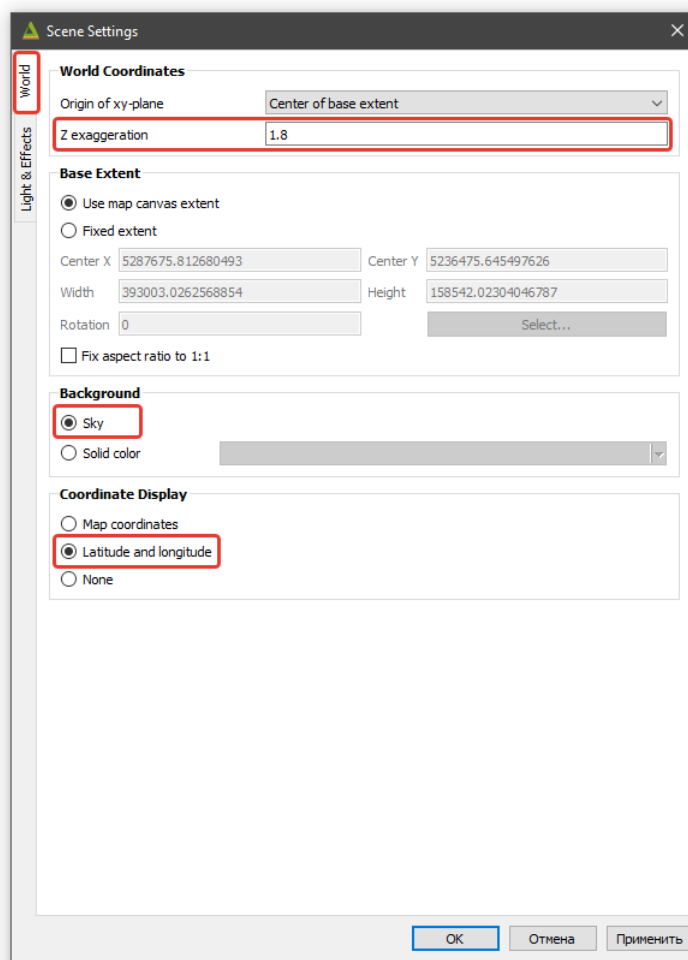 Scene Settings
World
Light & Effects
World Coordinates
Origin of xy-plane Center of base extent
Z exaggeration 1.8
Base Extent
Use map canvas extent
Fixed extent
Center X 5287675.812680493 Center Y 5236475.645497626
Width 393003.0262568854 Height 158542.02304046787
Rotation 0 Select...
Fix aspect ratio to 1:1
Background
Sky
Solid color
Coordinate Display
Map coordinates
Latitude and longitude
None
OK Отмена Применить